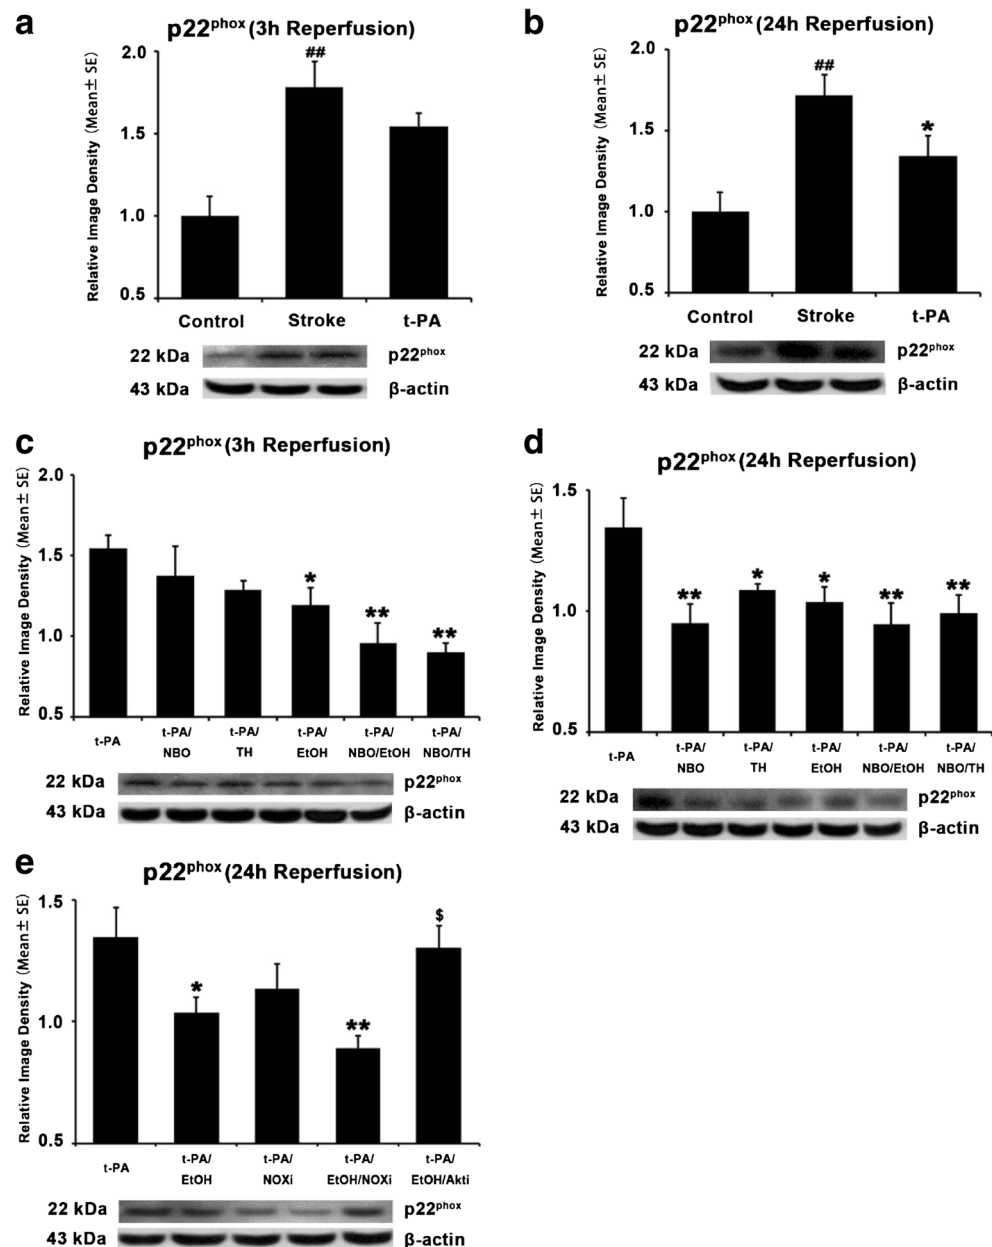 a
p22phox (3h Reperfusion)
Relative Image Density (Mean± SE)
2.0
1.5
1.0
0.5
##
Control Stroke t-PA
22 kDa p22phox
43 kDa β-actin
b
p22phox (24h Reperfusion)
Relative Image Density (Mean± SE)
2.0
1.5
1.0
0.5
##
*
Control Stroke t-PA
22 kDa p22phox
43 kDa β-actin
c
p22phox (3h Reperfusion)
Relative Image Density (Mean± SE)
2.0
1.5
1.0
0.5
*
**
**
t-PA t-PA/ NBO t-PA/ TH t-PA/ EtOH t-PA/ NBO/EtOH t-PA/ NBO/TH
22 kDa p22phox
43 kDa β-actin
d
p22phox (24h Reperfusion)
Relative Image Density (Mean± SE)
1.5
1.0
0.5
** * * ** **
t-PA t-PA/ NBO t-PA/ TH t-PA/ EtOH t-PA/ NBO/EtOH t-PA/ NBO/TH
22 kDa p22phox
43 kDa β-actin
e
p22phox (24h Reperfusion)
Relative Image Density (Mean± SE)
1.5
1.0
0.5
*
**
$
t-PA t-PA/ EtOH t-PA/ NOXi t-PA/ EtOH/NOXi t-PA/ EtOH/Akti
22 kDa p22phox
43 kDa β-actin